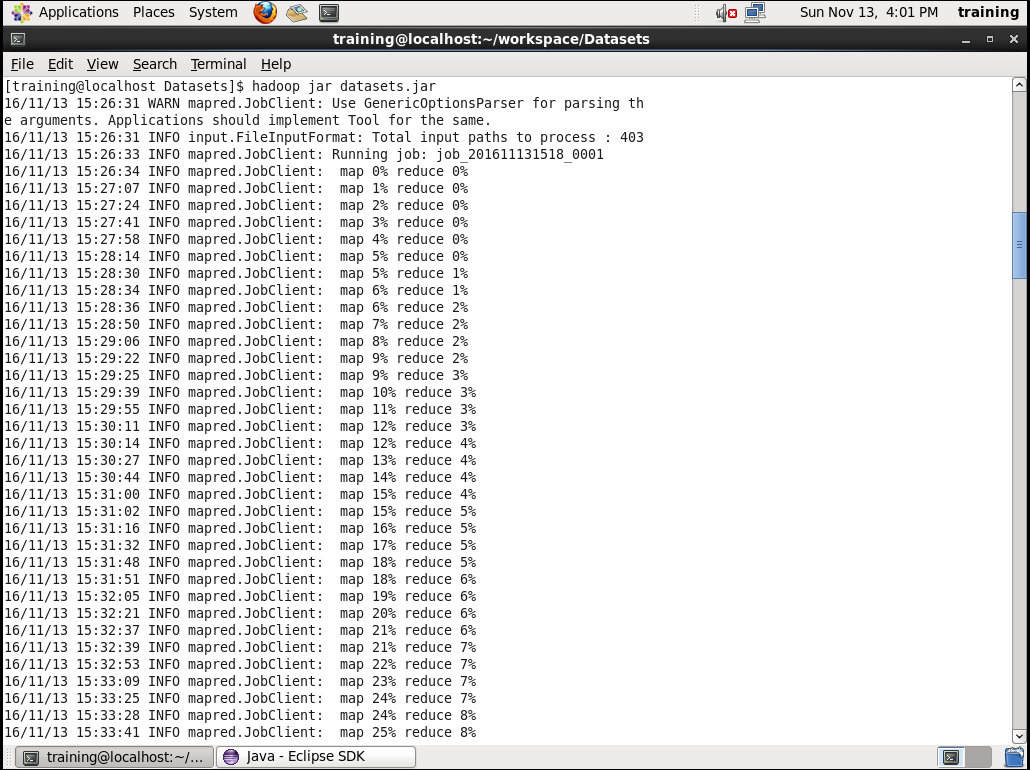 Applications Places System Sun Nov 13, 4:01 PM training
training@localhost:~/workspace/Datasets
File Edit View Search Terminal Help
[training@localhost Datasets]$ hadoop jar datasets.jar
16/11/13 15:26:31 WARN mapred.JobClient: Use GenericOptionsParser for parsing th
e arguments. Applications should implement Tool for the same.
16/11/13 15:26:31 INFO input.FileInputFormat: Total input paths to process : 403
16/11/13 15:26:33 INFO mapred.JobClient: Running job: job_201611131518_0001
16/11/13 15:26:34 INFO mapred.JobClient:  map 0% reduce 0%
16/11/13 15:27:07 INFO mapred.JobClient:  map 1% reduce 0%
16/11/13 15:27:24 INFO mapred.JobClient:  map 2% reduce 0%
16/11/13 15:27:41 INFO mapred.JobClient:  map 3% reduce 0%
16/11/13 15:27:58 INFO mapred.JobClient:  map 4% reduce 0%
16/11/13 15:28:14 INFO mapred.JobClient:  map 5% reduce 0%
16/11/13 15:28:30 INFO mapred.JobClient:  map 5% reduce 1%
16/11/13 15:28:34 INFO mapred.JobClient:  map 6% reduce 1%
16/11/13 15:28:36 INFO mapred.JobClient:  map 6% reduce 2%
16/11/13 15:28:50 INFO mapred.JobClient:  map 7% reduce 2%
16/11/13 15:29:06 INFO mapred.JobClient:  map 8% reduce 2%
16/11/13 15:29:22 INFO mapred.JobClient:  map 9% reduce 2%
16/11/13 15:29:25 INFO mapred.JobClient:  map 9% reduce 3%
16/11/13 15:29:39 INFO mapred.JobClient:  map 10% reduce 3%
16/11/13 15:29:55 INFO mapred.JobClient:  map 11% reduce 3%
16/11/13 15:30:11 INFO mapred.JobClient:  map 12% reduce 3%
16/11/13 15:30:14 INFO mapred.JobClient:  map 12% reduce 4%
16/11/13 15:30:27 INFO mapred.JobClient:  map 13% reduce 4%
16/11/13 15:30:44 INFO mapred.JobClient:  map 14% reduce 4%
16/11/13 15:31:00 INFO mapred.JobClient:  map 15% reduce 4%
16/11/13 15:31:02 INFO mapred.JobClient:  map 15% reduce 5%
16/11/13 15:31:16 INFO mapred.JobClient:  map 16% reduce 5%
16/11/13 15:31:32 INFO mapred.JobClient:  map 17% reduce 5%
16/11/13 15:31:48 INFO mapred.JobClient:  map 18% reduce 5%
16/11/13 15:31:51 INFO mapred.JobClient:  map 18% reduce 6%
16/11/13 15:32:05 INFO mapred.JobClient:  map 19% reduce 6%
16/11/13 15:32:21 INFO mapred.JobClient:  map 20% reduce 6%
16/11/13 15:32:37 INFO mapred.JobClient:  map 21% reduce 6%
16/11/13 15:32:39 INFO mapred.JobClient:  map 21% reduce 7%
16/11/13 15:32:53 INFO mapred.JobClient:  map 22% reduce 7%
16/11/13 15:33:09 INFO mapred.JobClient:  map 23% reduce 7%
16/11/13 15:33:25 INFO mapred.JobClient:  map 24% reduce 7%
16/11/13 15:33:28 INFO mapred.JobClient:  map 24% reduce 8%
16/11/13 15:33:41 INFO mapred.JobClient:  map 25% reduce 8%
training@localhost:~/... Java - Eclipse SDK